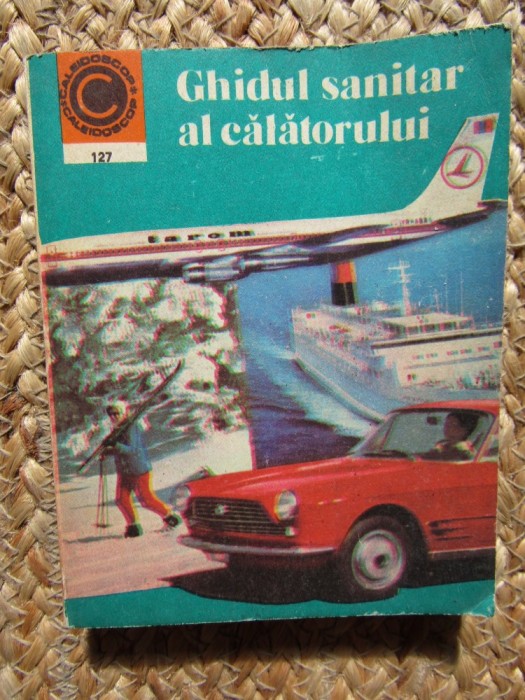 CALEIDOSCOP * CALEIDOSCOP *
C
127
Ghidul sanitar
al călătorului
tarom